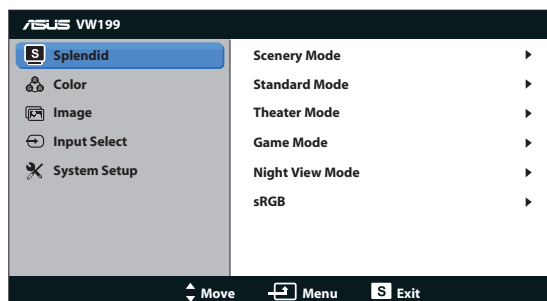 ASUS VW199
S Splendid
Color
Image
Input Select
System Setup
Scenery Mode
Standard Mode
Theater Mode
Game Mode
Night View Mode
sRGB
Move Menu S Exit